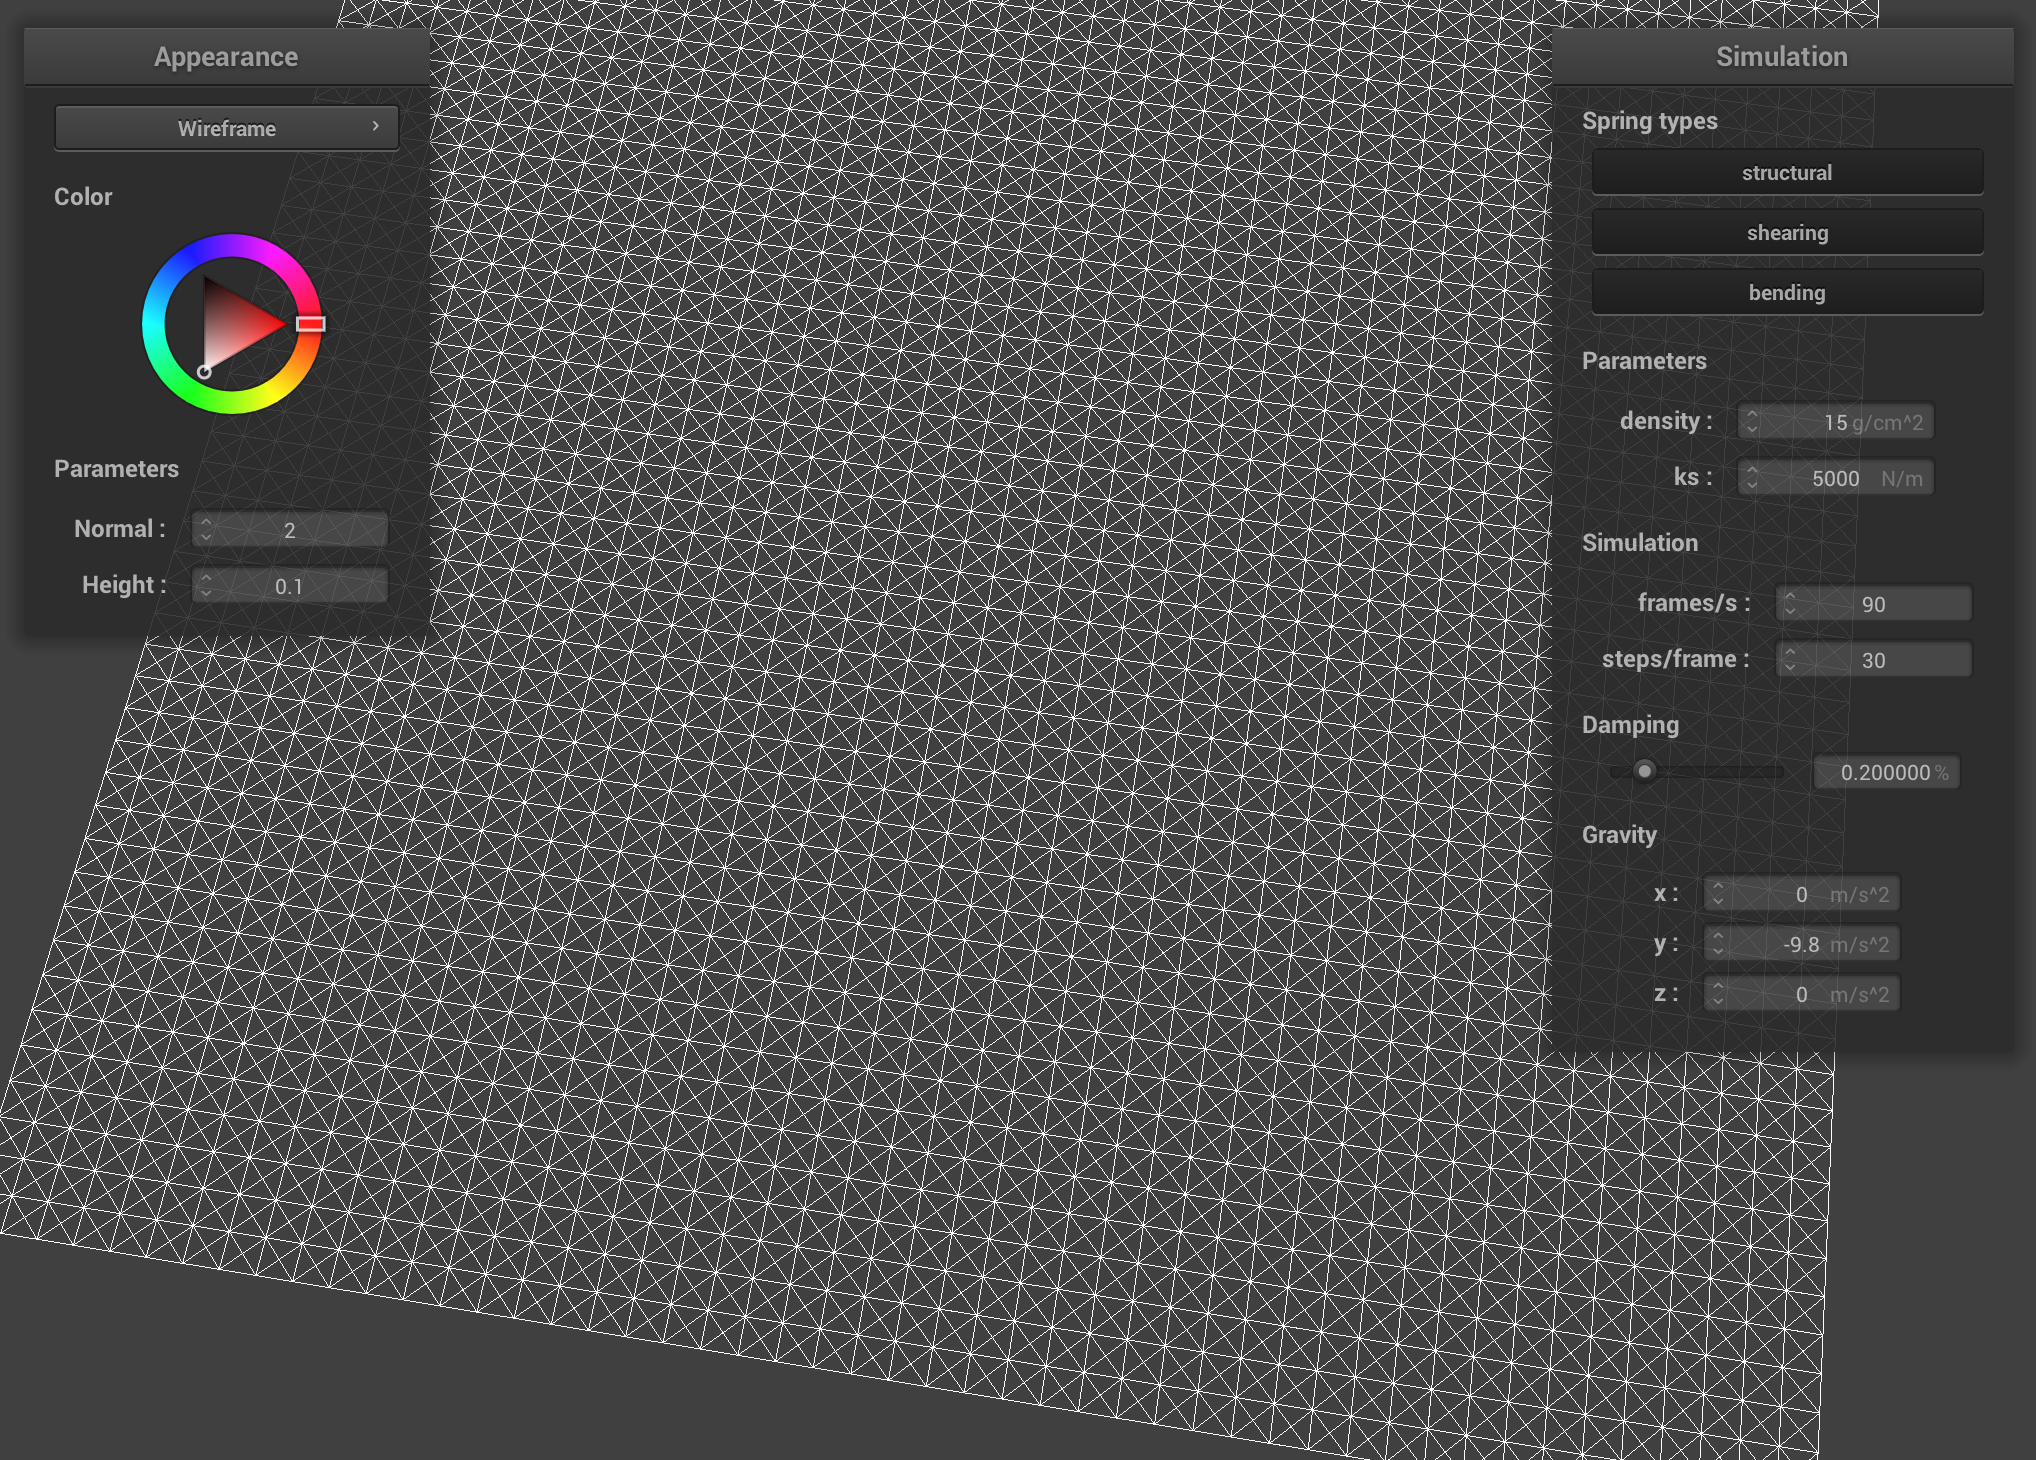 Appearance
Wireframe
Color
Parameters
Normal : 2
Height : 0.1
Simulation
Spring types
structural
shearing
bending
Parameters
density : 15 g/cm^2
ks : 5000 N/m
Simulation
frames/s : 90
steps/frame : 30
Damping
0.200000 %
Gravity
x : 0 m/s^2
y : -9.8 m/s^2
z : 0 m/s^2